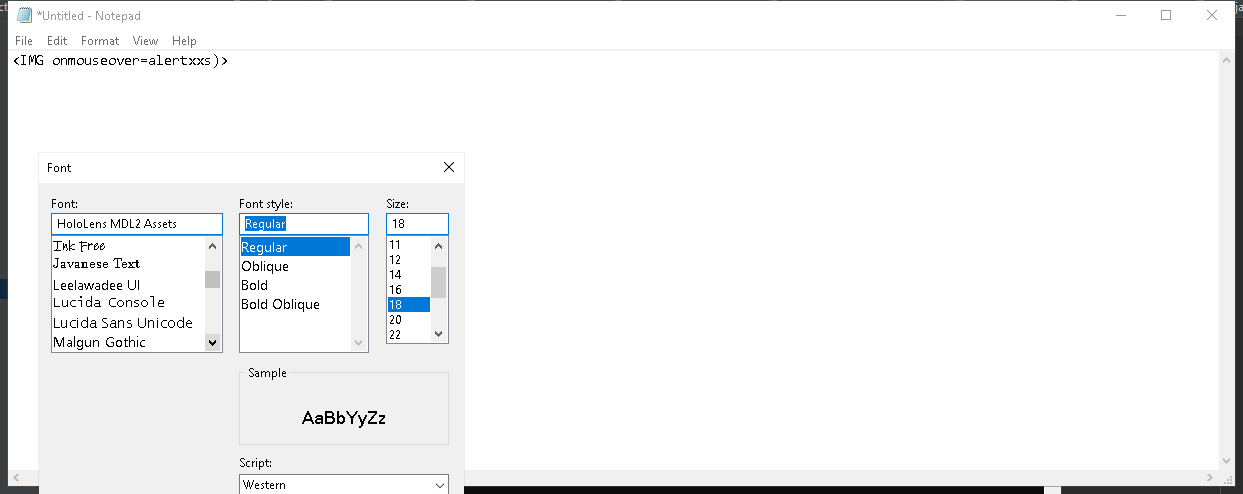 *Untitled - Notepad
File Edit Format View Help
<IMG onmouseover=alertxxs)>
Font
Font: Font style: Size:
HoloLens MDL2 Assets Regular 18
Ink Free
Javanese Text
Leelawadee UI
Lucida Console
Lucida Sans Unicode
Malgun Gothic
Regular
Oblique
Bold
Bold Oblique
11
12
14
16
18
20
22
Sample
AaBbYyZz
Script:
Western